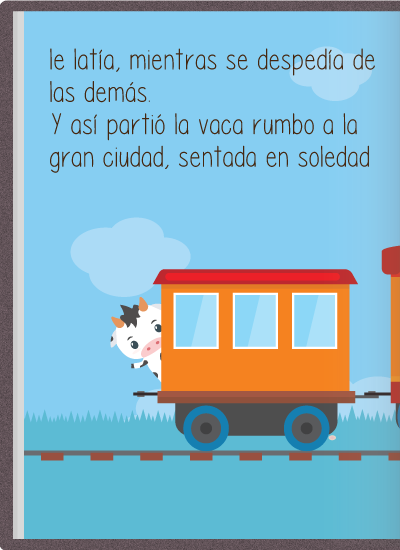 le latía, mientras se despedía de
las demás.
Y así partió la vaca rumbo a la
gran ciudad, sentada en soledad